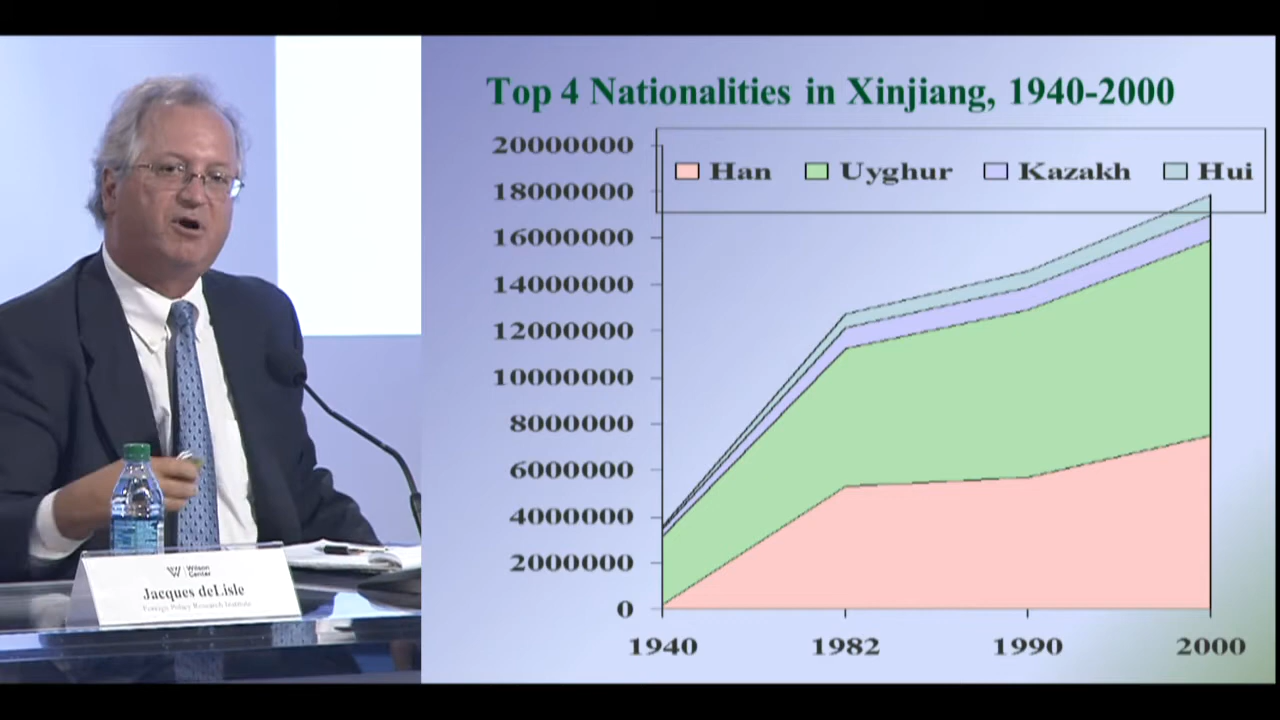 Top 4 Nationalities in Xinjiang, 1940-2000
Han Uyghur Kazakh Hui
20000000
18000000
16000000
14000000
12000000
10000000
8000000
6000000
4000000
2000000
0
1940 1982 1990 2000
W Wilson
Center
Jacques deLisle
Foreign Policy Research Institute